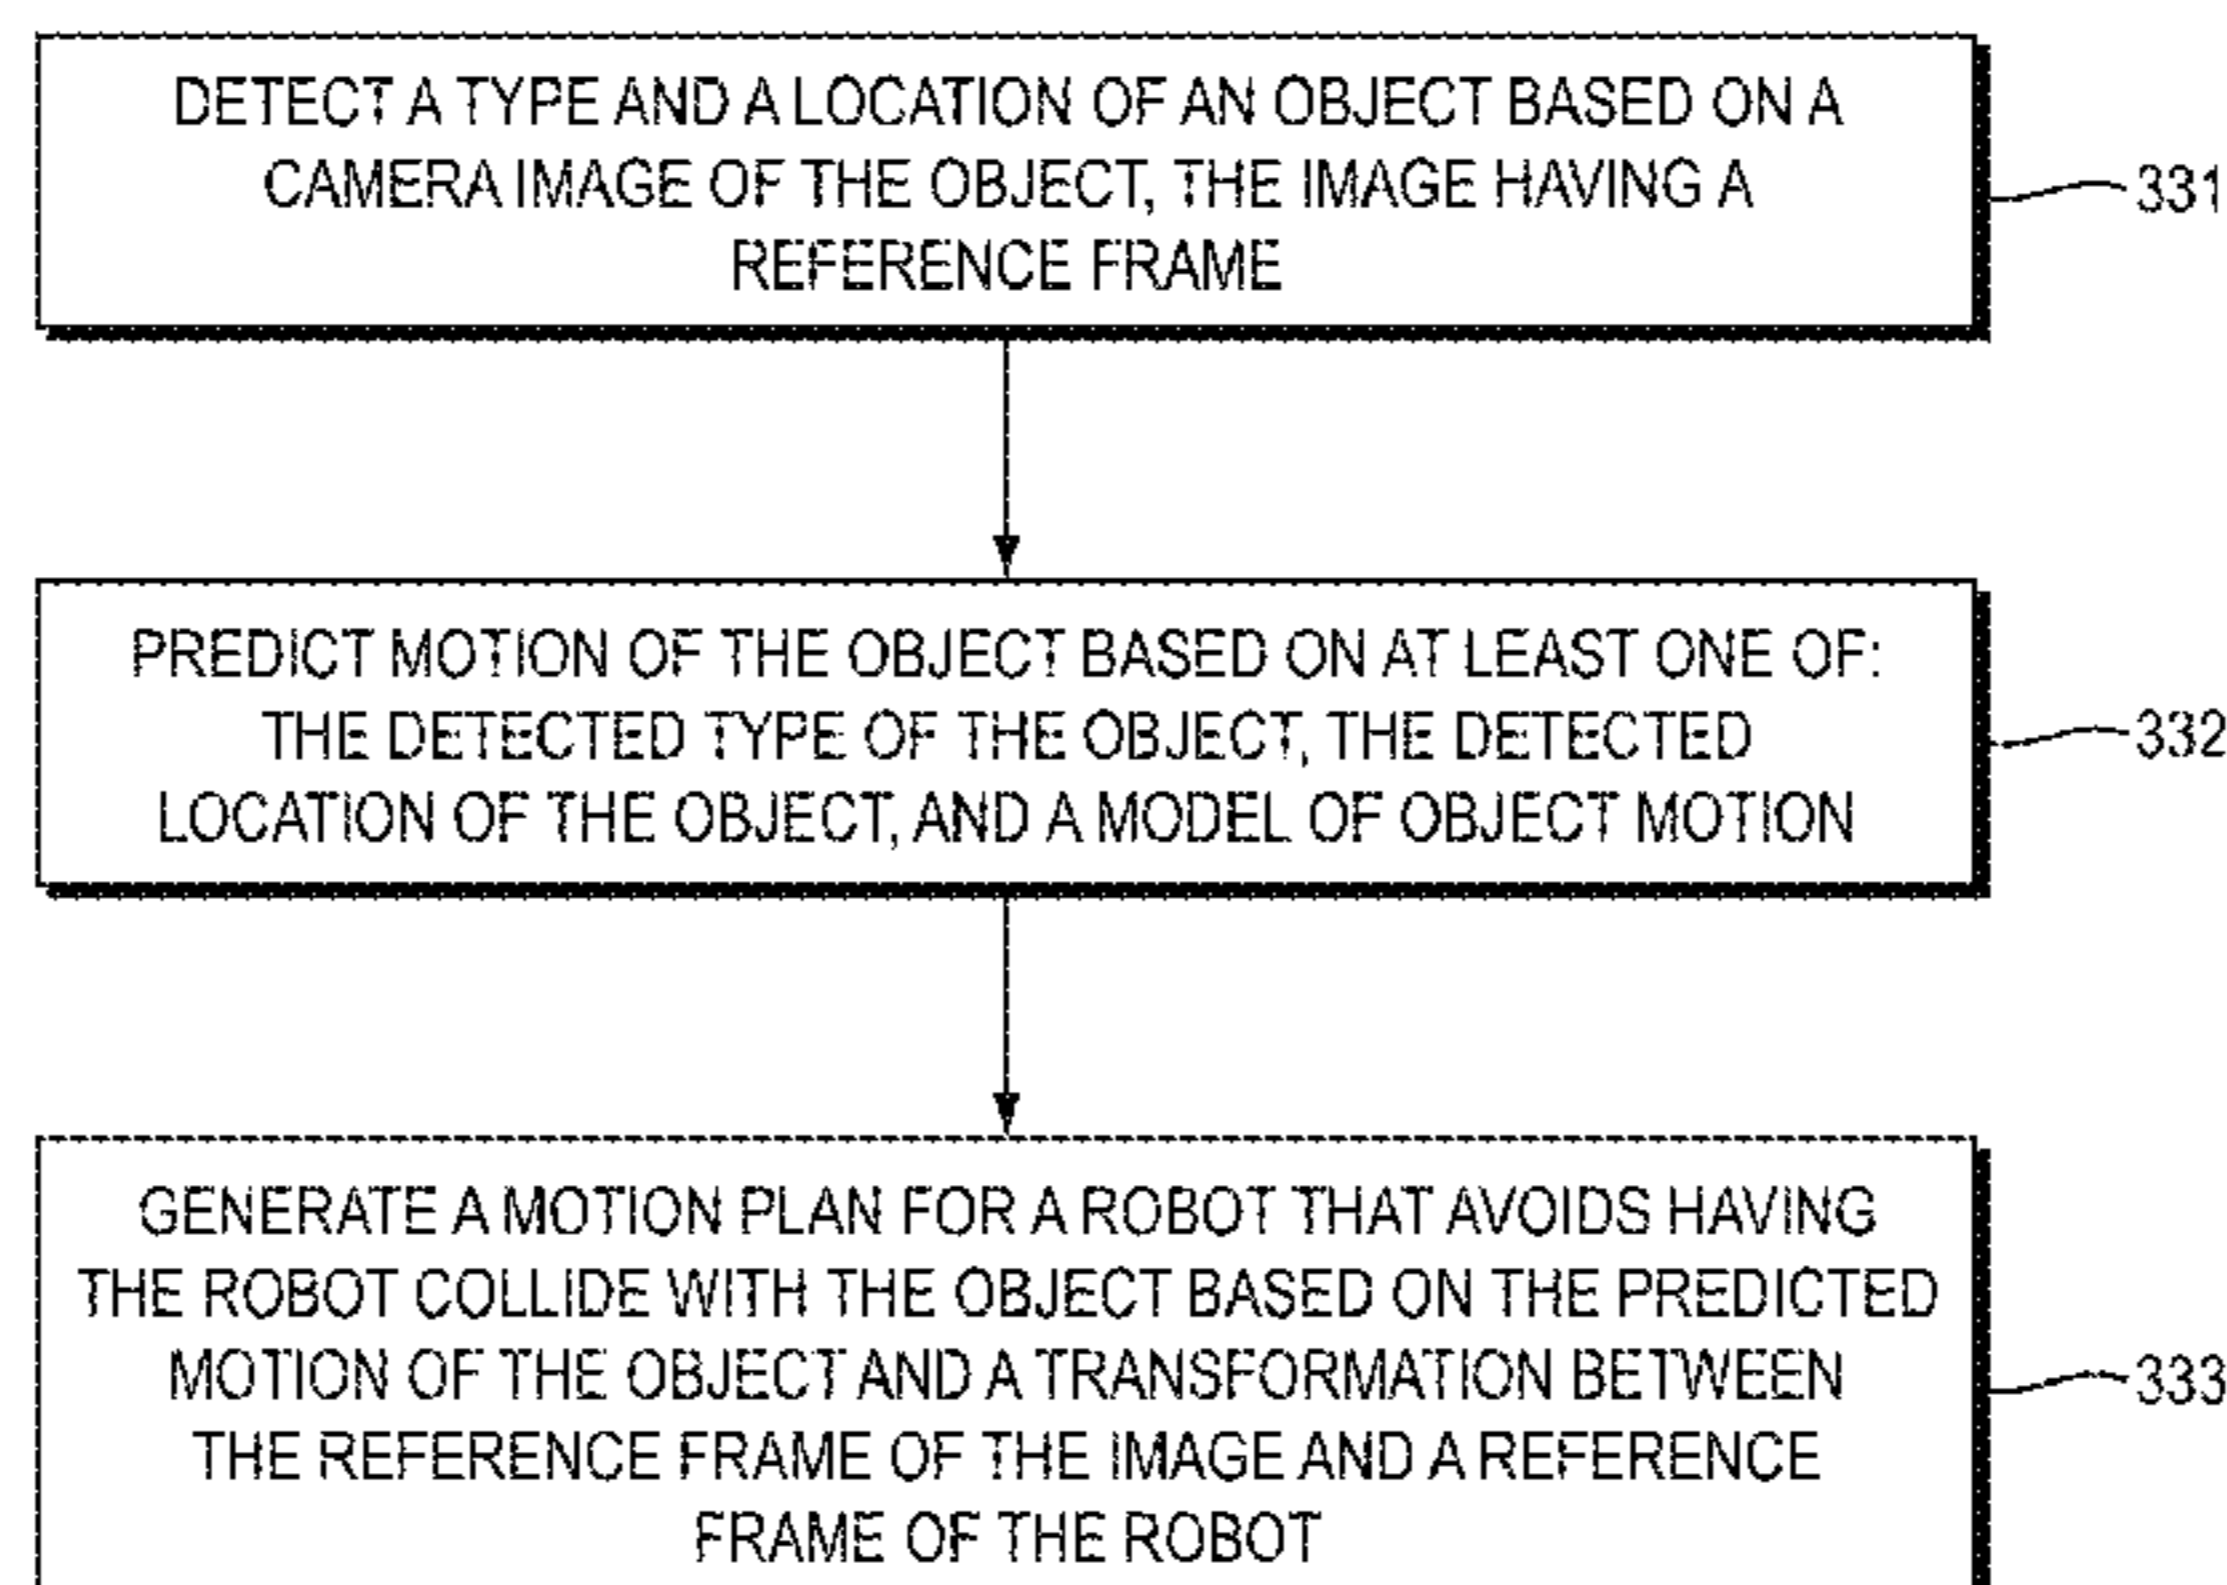 DETECT A TYPE AND A LOCATION OF AN OBJECT BASED ON A
CAMERA IMAGE OF THE OBJECT, THE IMAGE HAVING A
REFERENCE FRAME
331
PREDICT MOTION OF THE OBJECT BASED ON AT LEAST ONE OF:
THE DETECTED TYPE OF THE OBJECT, THE DETECTED
LOCATION OF THE OBJECT, AND A MODEL OF OBJECT MOTION
332
GENERATE A MOTION PLAN FOR A ROBOT THAT AVOIDS HAVING
THE ROBOT COLLIDE WITH THE OBJECT BASED ON THE PREDICTED
MOTION OF THE OBJECT AND A TRANSFORMATION BETWEEN
THE REFERENCE FRAME OF THE IMAGE AND A REFERENCE
FRAME OF THE ROBOT
333